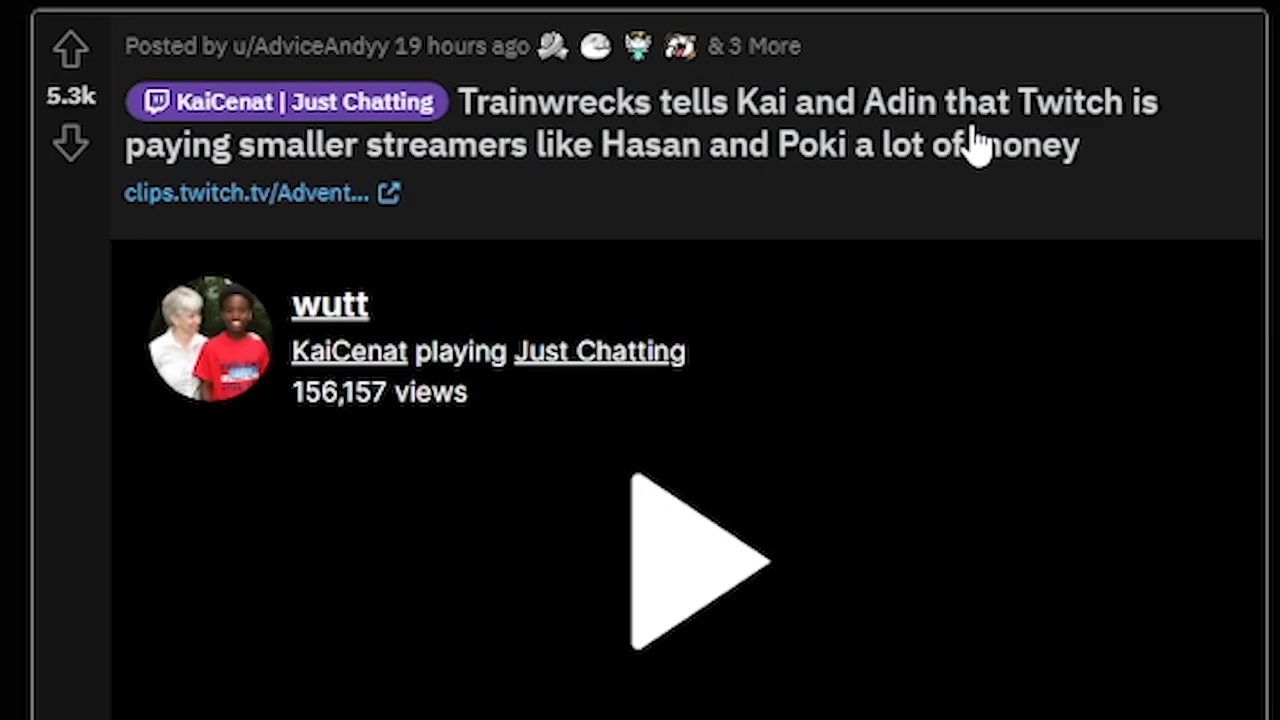 Posted by u/AdviceAndyy 19 hours ago & 3 More
5.3k
KaiCenat | Just Chatting Trainwrecks tells Kai and Adin that Twitch is
paying smaller streamers like Hasan and Poki a lot of money
clips.twitch.tv/Advent...
wutt
KaiCenat playing Just Chatting
156,157 views